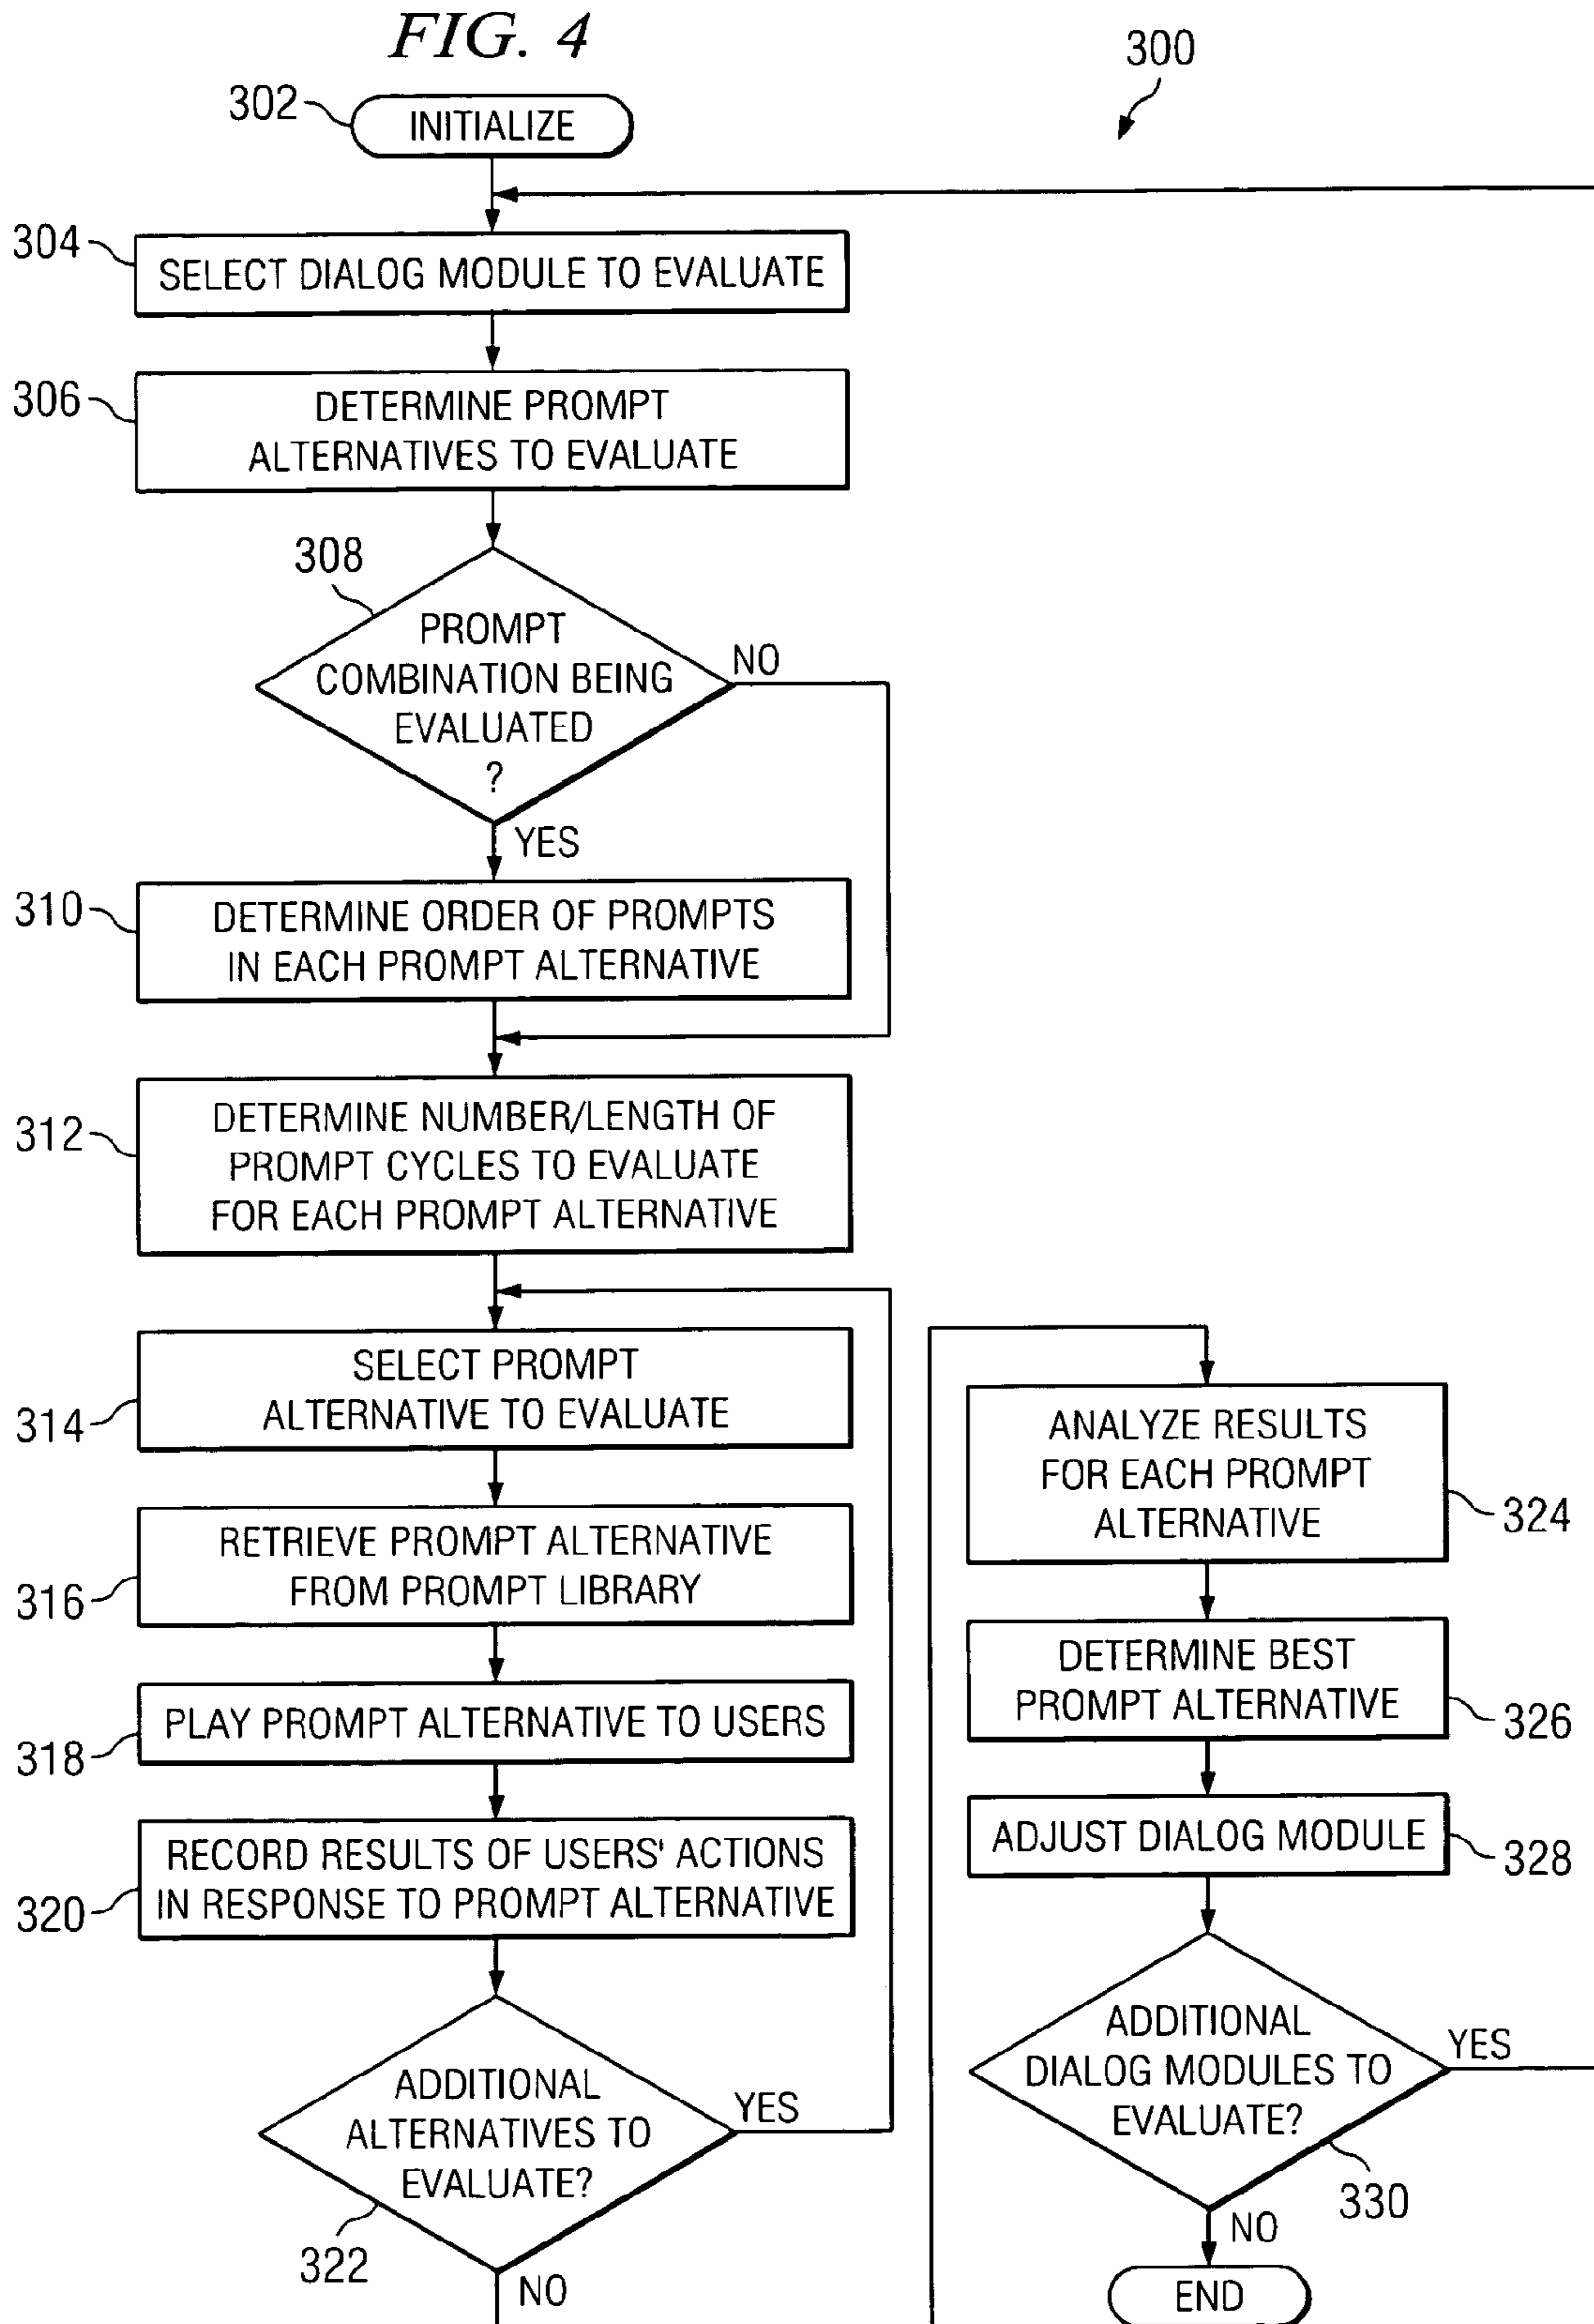 FIG. 4
300
302
INITIALIZE
304
SELECT DIALOG MODULE TO EVALUATE
306
DETERMINE PROMPT
ALTERNATIVES TO EVALUATE
308
PROMPT
COMBINATION BEING
EVALUATED
?
NO
YES
310
DETERMINE ORDER OF PROMPTS
IN EACH PROMPT ALTERNATIVE
312
DETERMINE NUMBER/LENGTH OF
PROMPT CYCLES TO EVALUATE
FOR EACH PROMPT ALTERNATIVE
314
SELECT PROMPT
ALTERNATIVE TO EVALUATE
316
RETRIEVE PROMPT ALTERNATIVE
FROM PROMPT LIBRARY
318
PLAY PROMPT ALTERNATIVE TO USERS
320
RECORD RESULTS OF USERS' ACTIONS
IN RESPONSE TO PROMPT ALTERNATIVE
ADDITIONAL
ALTERNATIVES TO
EVALUATE?
YES
322
NO
ANALYZE RESULTS
FOR EACH PROMPT
ALTERNATIVE
324
DETERMINE BEST
PROMPT ALTERNATIVE
326
ADJUST DIALOG MODULE
328
ADDITIONAL
DIALOG MODULES TO
EVALUATE?
YES
330
NO
END